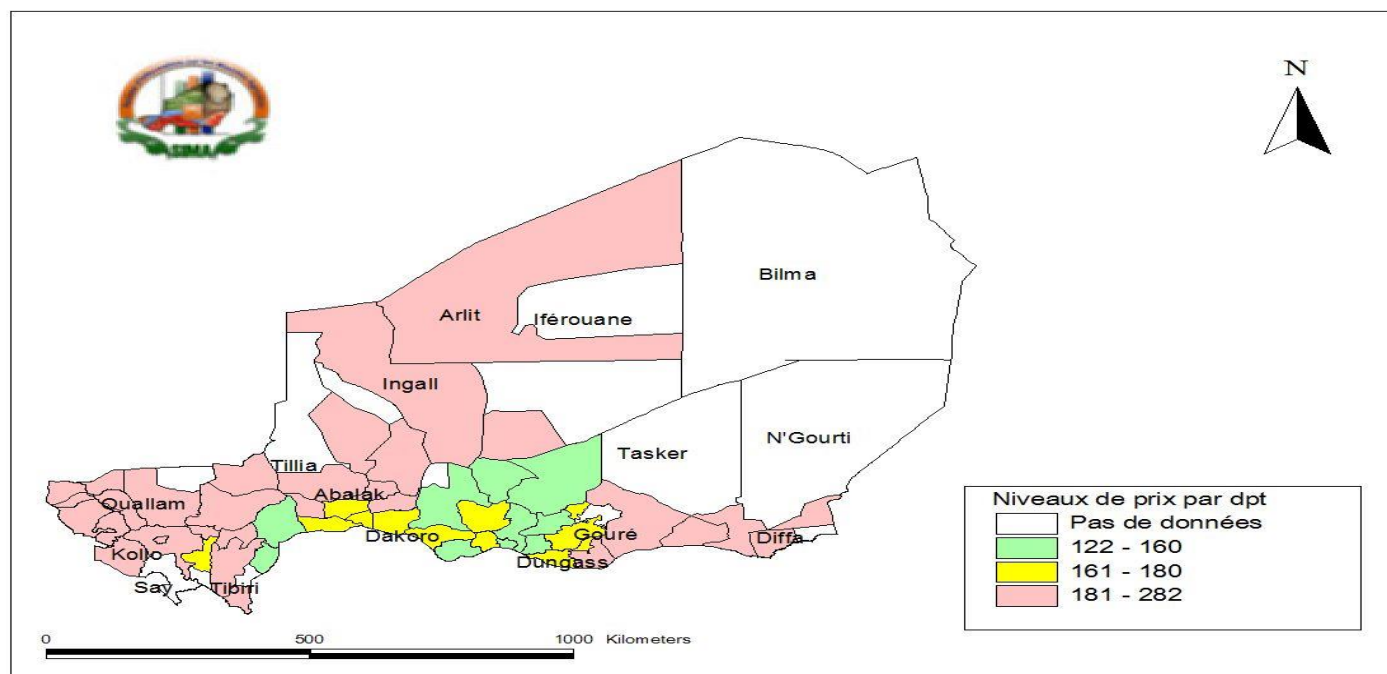 N
SIMA
Bilma
Arlit
Iférouane
Ingall
N'Gourti
Tasker
Tillia
Abalak
Ouallam
Dakoro
Gouré
Diffa
Kollo
Dungass
Say
Tibiri
Niveaux de prix par dpt
Pas de données
122 - 160
161 - 180
181 - 282
0 500 1000 Kilometers